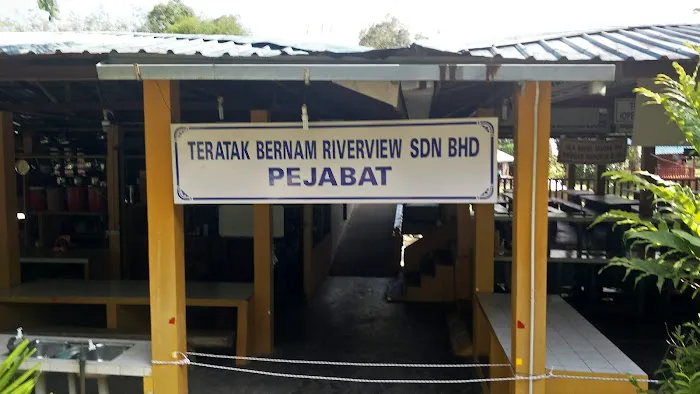 TERATAK BERNAM RIVERVIEW SDN BHD
PEJABAT